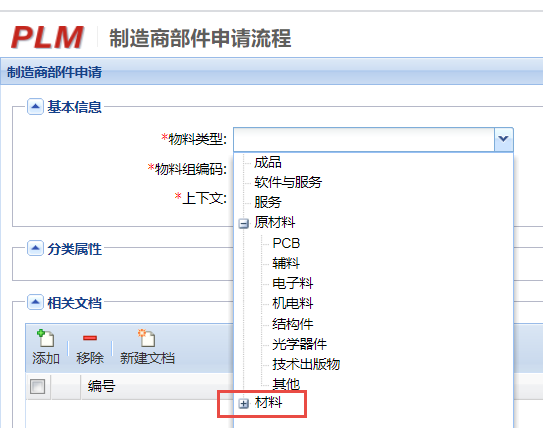 PLM 制造商部件申请流程
制造商部件申请
基本信息
*物料类型:
*物料组编码:
*上下文:
成品
软件与服务
服务
原材料
PCB
辅料
电子料
机电料
结构件
光学器件
技术出版物
其他
材料
分类属性
相关文档
添加 移除 新建文档
编号